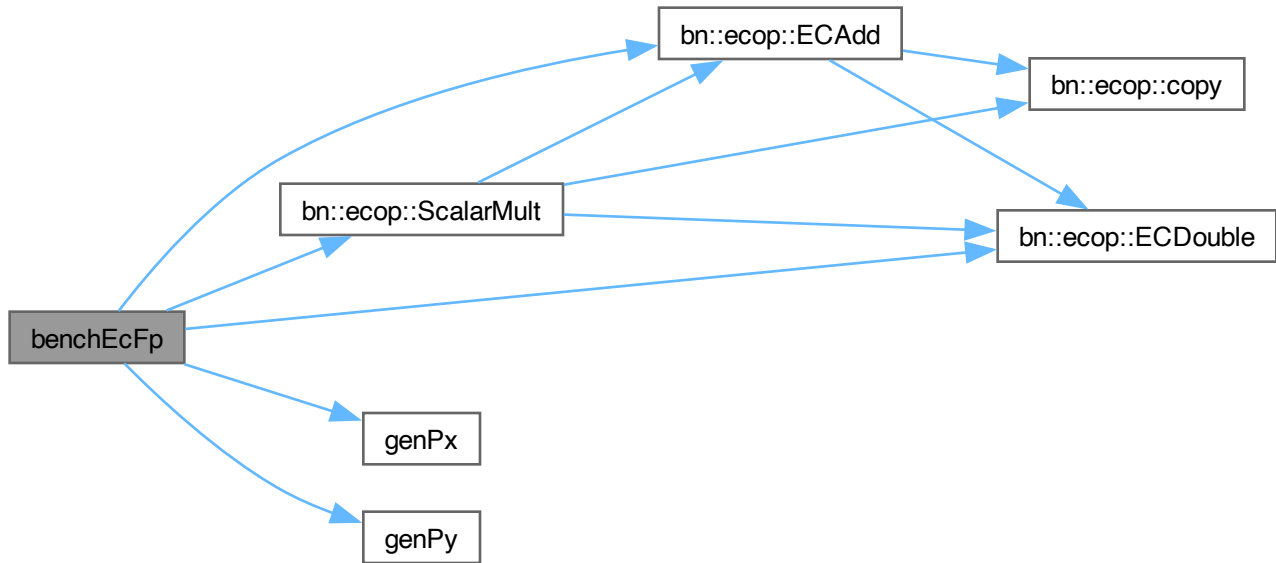 bn::ecop::ECAdd
bn::ecop::copy
bn::ecop::ScalarMult
bn::ecop::ECDouble
benchEcFp
genPx
genPy